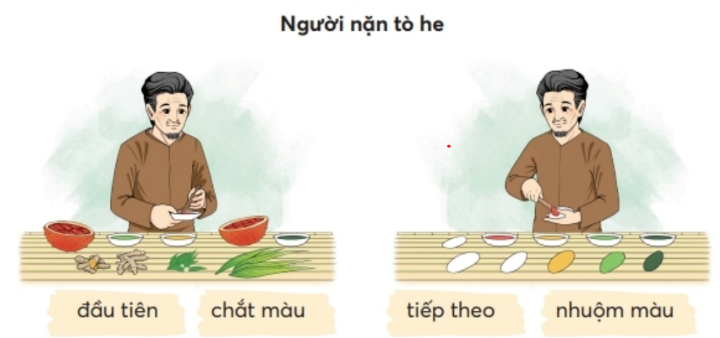 Người nặn tò he
đầu tiên
chắt màu
tiếp theo
nhuộm màu